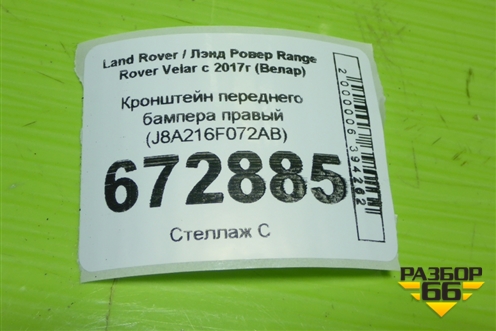 Land Rover / Лэнд Ровер Range
Rover Velar с 2017г (Велар)
Кронштейн переднего
бампера правый
(J8A216F072AB)
672885
Стеллаж С
2000006394262
РАЗБОР
66